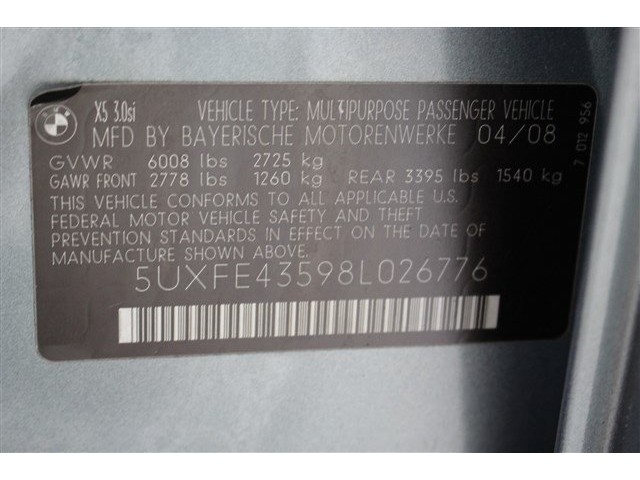 BMW
X5 3.0si VEHICLE TYPE: MULTIPURPOSE PASSENGER VEHICLE
MFD BY BAYERISCHE MOTORENWERKE 04/08
GVWR 6008 lbs 2725 kg
GAWR FRONT 2778 lbs 1260 kg REAR 3395 lbs 1540 kg
THIS VEHICLE CONFORMS TO ALL APPLICABLE U.S.
FEDERAL MOTOR VEHICLE SAFETY AND THEFT
PREVENTION STANDARDS IN EFFECT ON THE DATE OF
MANUFACTURE SHOWN ABOVE.
5UXFE43598L026776
7 012 956